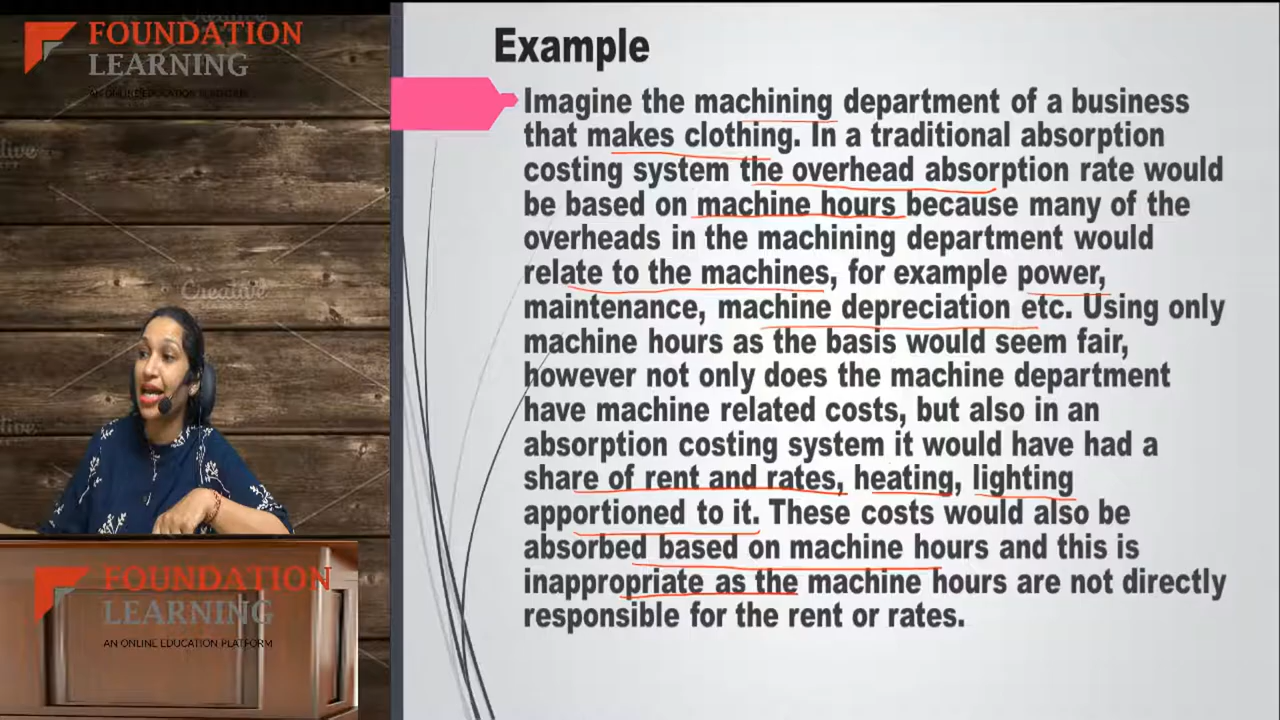 FOUNDATION
LEARNING
AN ONLINE EDUCATION PLATFORM
Creative
FOUNDATION
LEARNING
AN ONLINE EDUCATION PLATFORM
Example
Imagine the machining department of a business
that makes clothing. In a traditional absorption
costing system the overhead absorption rate would
be based on machine hours because many of the
overheads in the machining department would
relate to the machines, for example power,
maintenance, machine depreciation etc. Using only
machine hours as the basis would seem fair,
however not only does the machine department
have machine related costs, but also in an
absorption costing system it would have had a
share of rent and rates, heating, lighting
apportioned to it. These costs would also be
absorbed based on machine hours and this is
inappropriate as the machine hours are not directly
responsible for the rent or rates.